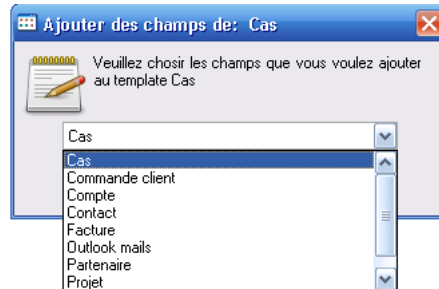 Ajouter des champs de: Cas
Veuillez chosir les champs que vous voulez ajouter
au template Cas
Cas
Cas
Commande client
Compte
Contact
Facture
Outlook mails
Partenaire
Projet